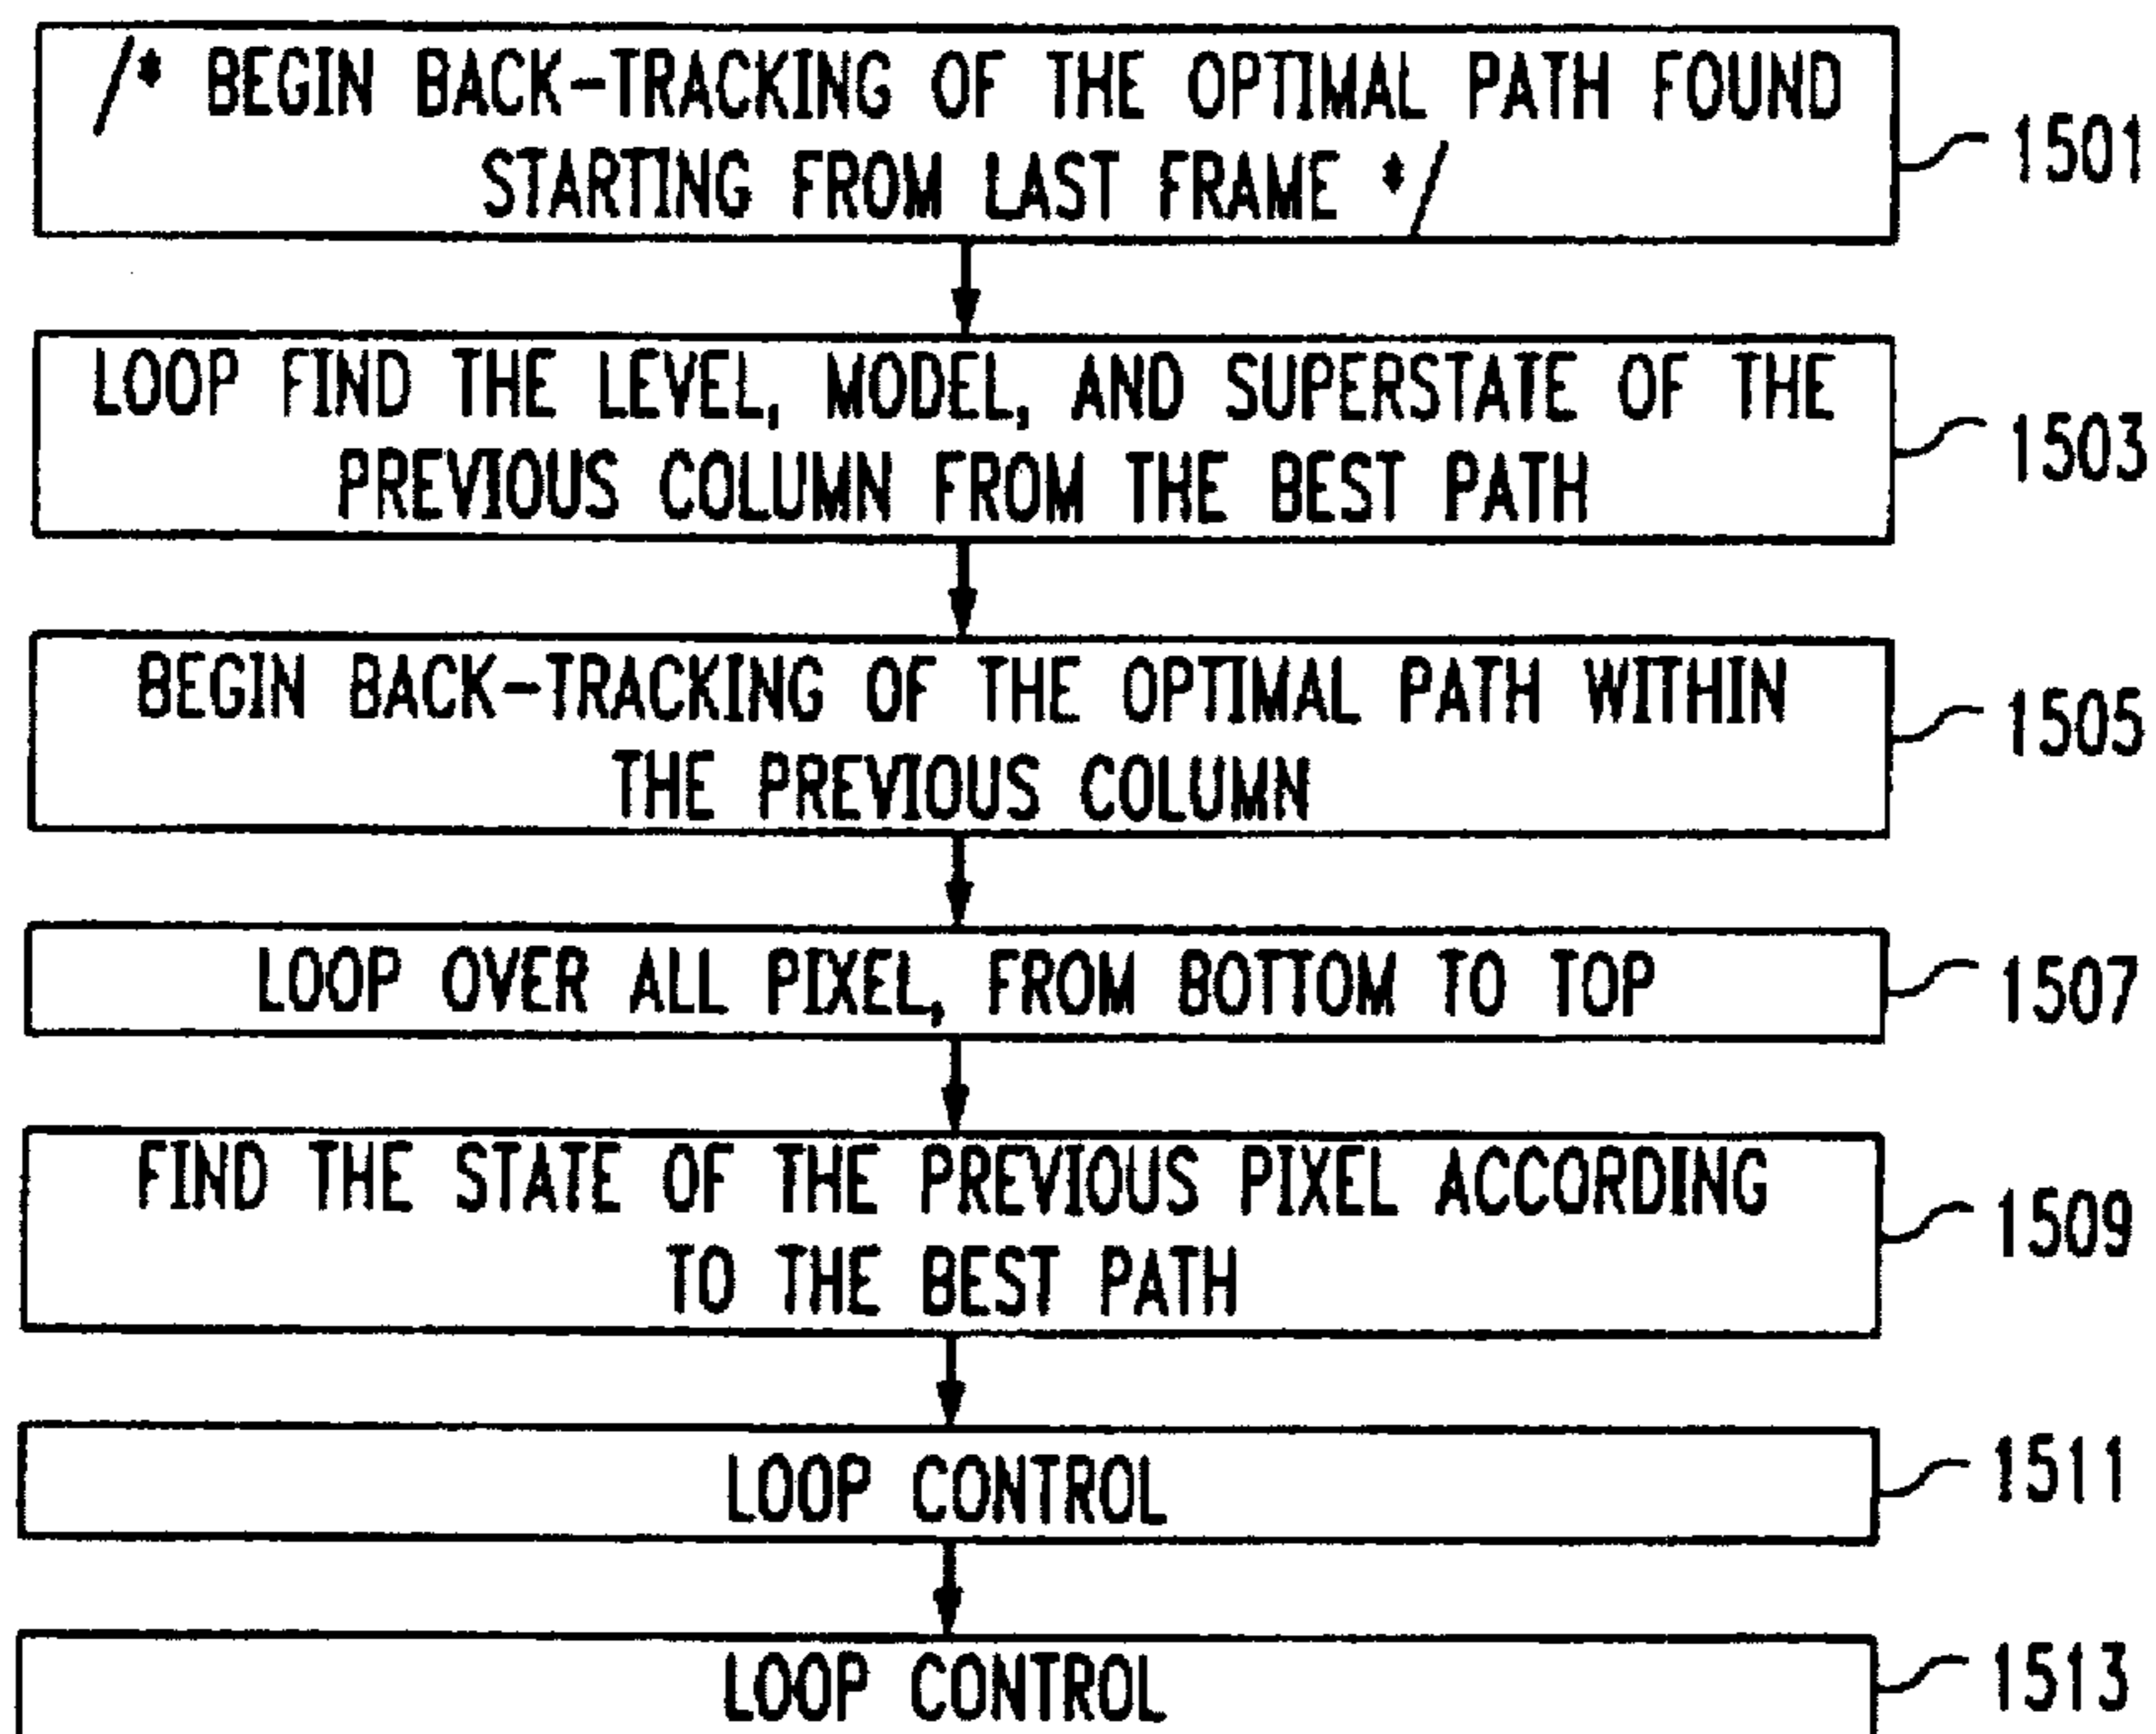 /* BEGIN BACK-TRACKING OF THE OPTIMAL PATH FOUND
STARTING FROM LAST FRAME */
1501
LOOP FIND THE LEVEL, MODEL, AND SUPERSTATE OF THE
PREVIOUS COLUMN FROM THE BEST PATH
1503
BEGIN BACK-TRACKING OF THE OPTIMAL PATH WITHIN
THE PREVIOUS COLUMN
1505
LOOP OVER ALL PIXEL, FROM BOTTOM TO TOP
1507
FIND THE STATE OF THE PREVIOUS PIXEL ACCORDING
TO THE BEST PATH
1509
LOOP CONTROL
1511
LOOP CONTROL
1513